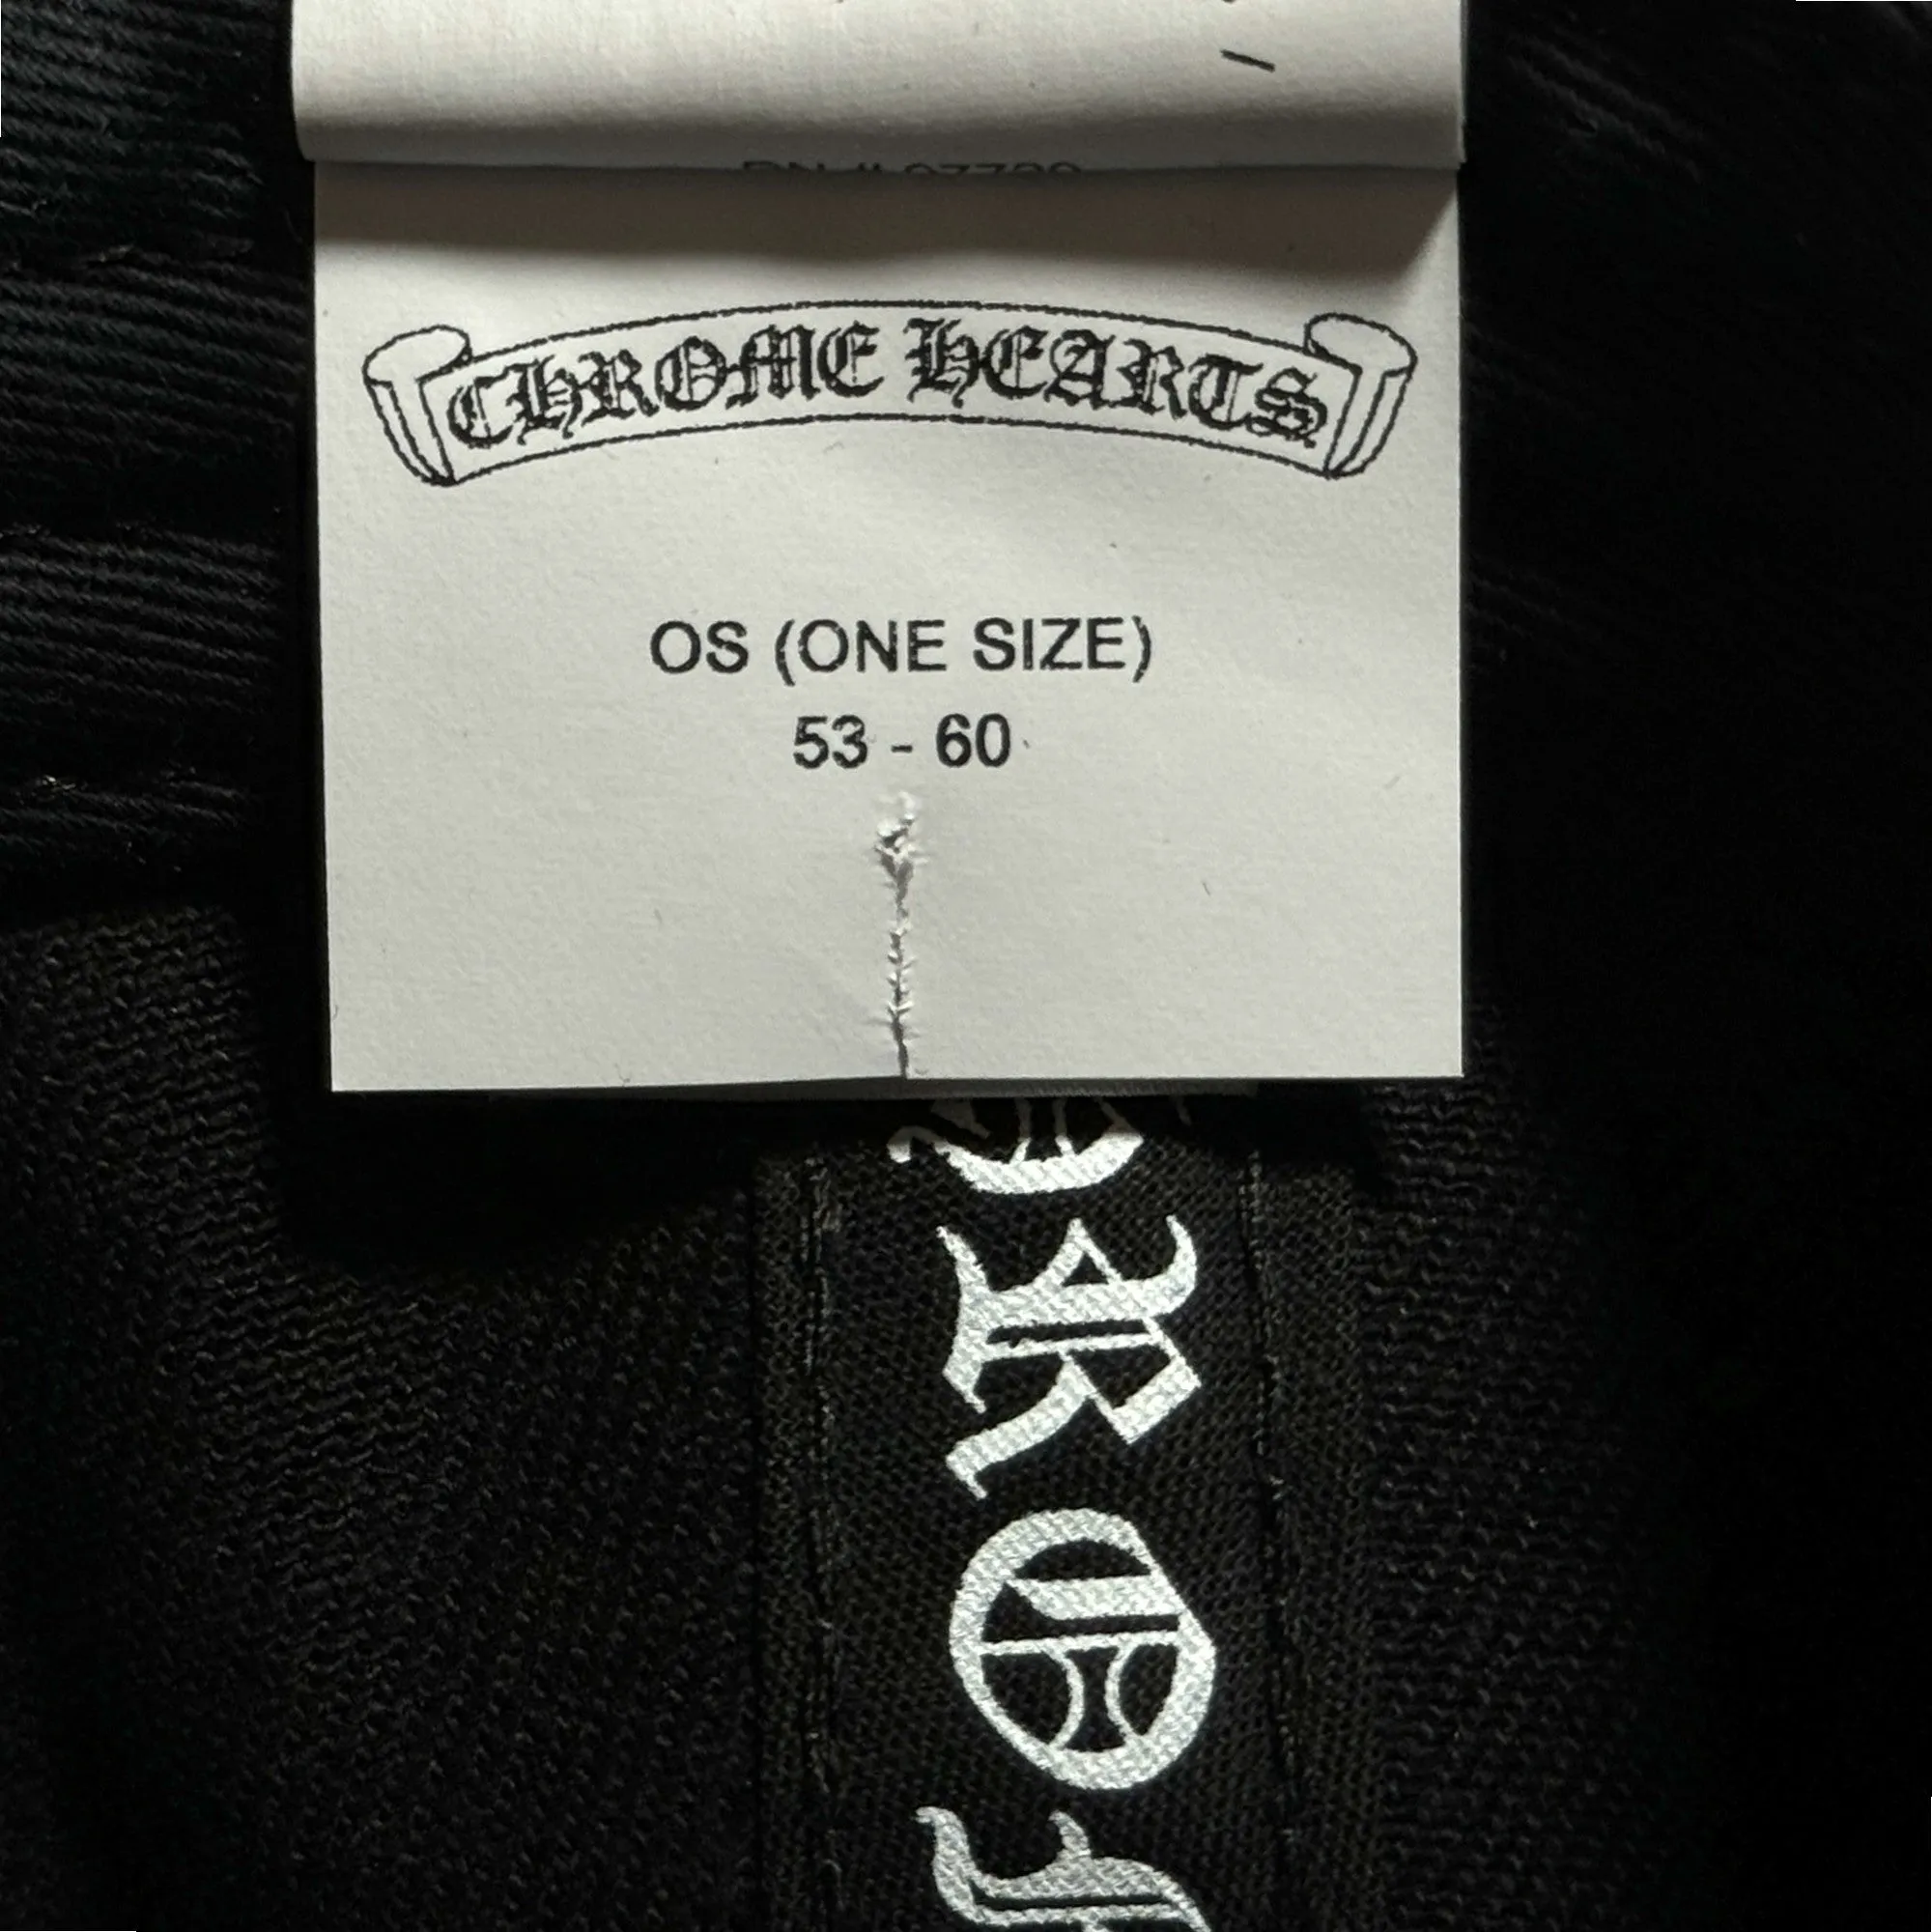 CHROME HEARTS
OS (ONE SIZE)
53 - 60